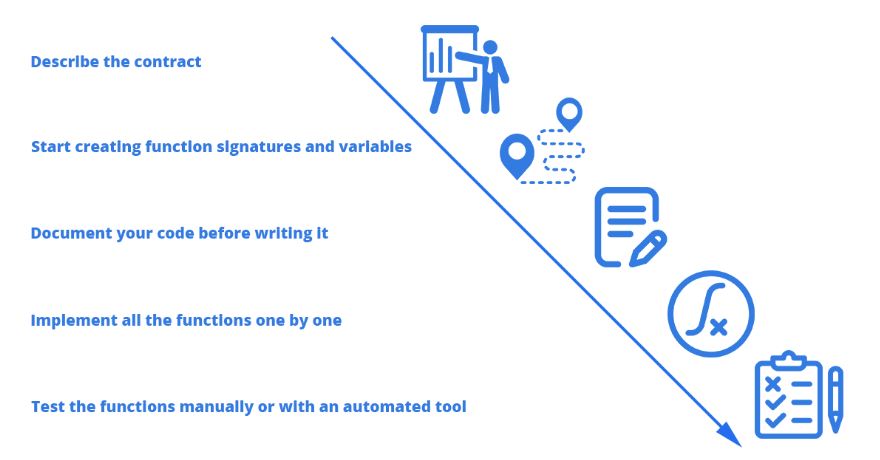 Describe the contract
Start creating function signatures and variables
Document your code before writing it
Implement all the functions one by one
Test the functions manually or with an automated tool